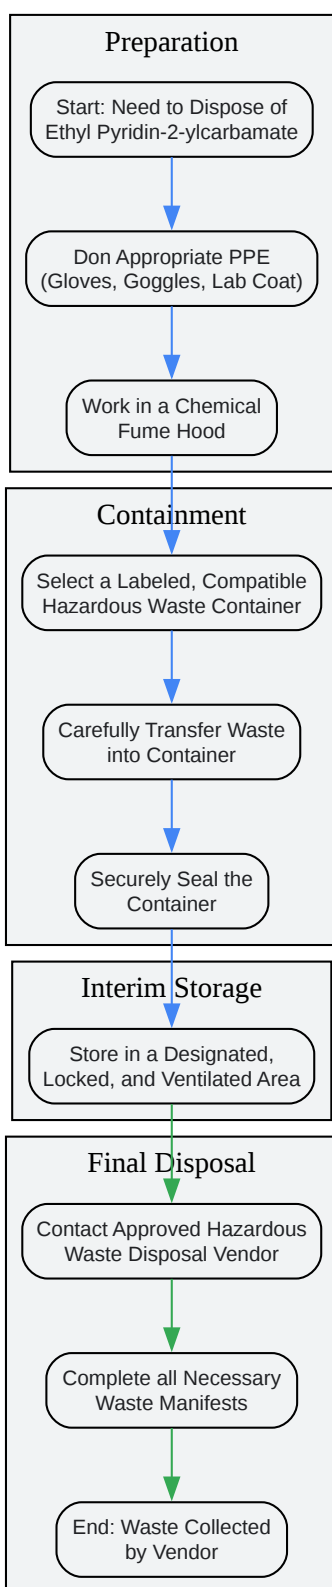 Preparation
Start: Need to Dispose of
Ethyl Pyridin-2-ylcarbamate
Don Appropriate PPE
(Gloves, Goggles, Lab Coat)
Work in a Chemical
Fume Hood
Containment
Select a Labeled, Compatible
Hazardous Waste Container
Carefully Transfer Waste
into Container
Securely Seal the
Container
Interim Storage
Store in a Designated,
Locked, and Ventilated Area
Final Disposal
Contact Approved Hazardous
Waste Disposal Vendor
Complete all Necessary
Waste Manifests
End: Waste Collected
by Vendor